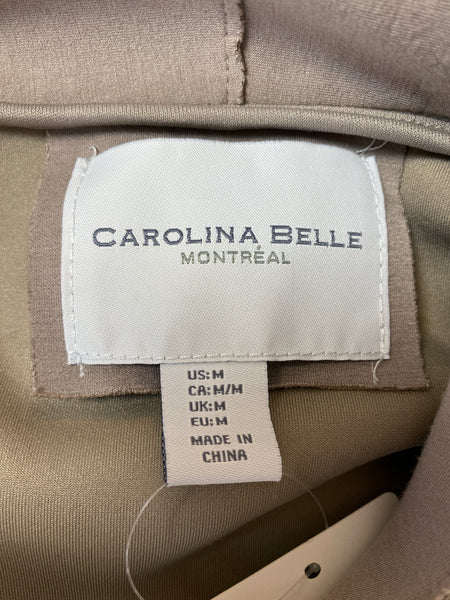 CAROLINA BELLE
MONTRÉAL
US:M
CA:M/M
UK:M
EU:M
MADE IN
CHINA